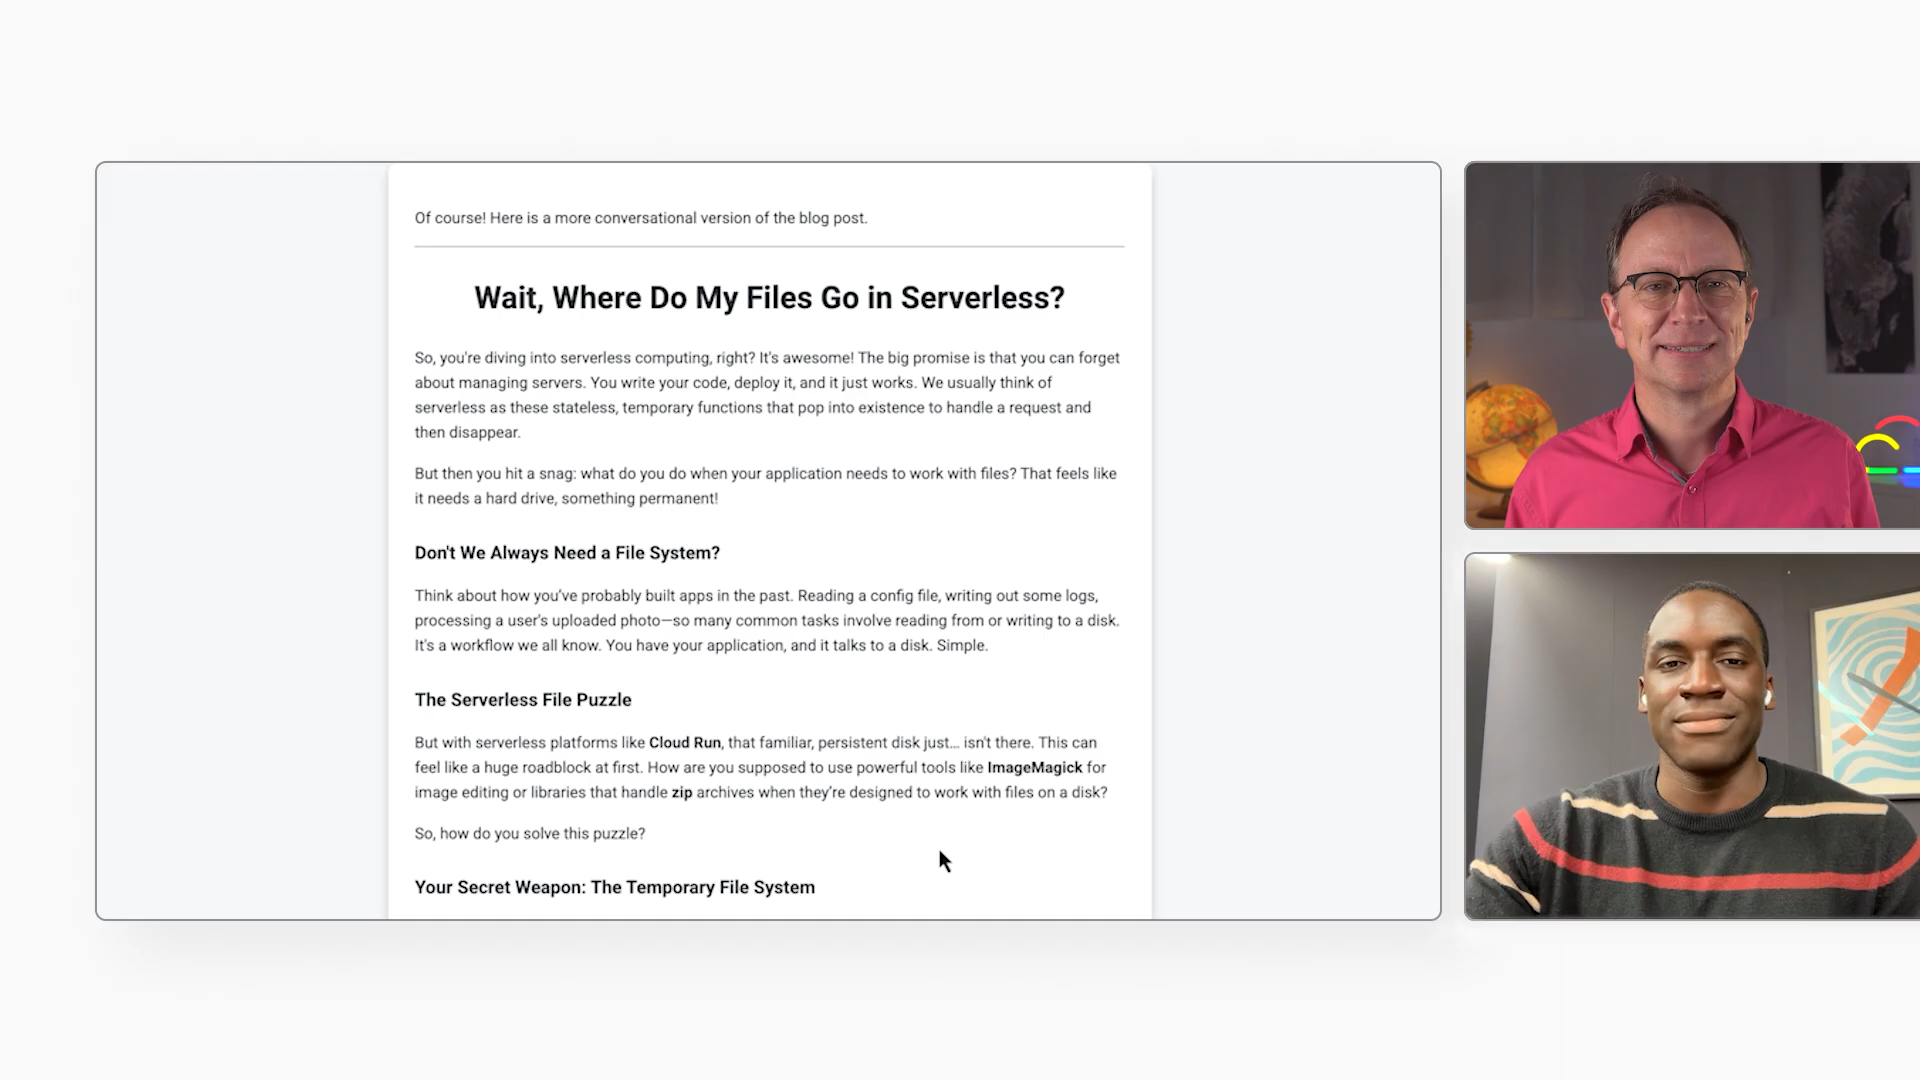 Of course! Here is a more conversational version of the blog post.
Wait, Where Do My Files Go in Serverless?
So, you're diving into serverless computing, right? It's awesome! The big promise is that you can forget
about managing servers. You write your code, deploy it, and it just works. We usually think of
serverless as these stateless, temporary functions that pop into existence to handle a request and
then disappear.
But then you hit a snag: what do you do when your application needs to work with files? That feels like
it needs a hard drive, something permanent!
Don't We Always Need a File System?
Think about how you've probably built apps in the past. Reading a config file, writing out some logs,
processing a user's uploaded photo—so many common tasks involve reading from or writing to a disk.
It's a workflow we all know. You have your application, and it talks to a disk. Simple.
The Serverless File Puzzle
But with serverless platforms like Cloud Run, that familiar, persistent disk just... isn't there. This can
feel like a huge roadblock at first. How are you supposed to use powerful tools like ImageMagick for
image editing or libraries that handle zip archives when they're designed to work with files on a disk?
So, how do you solve this puzzle?
Your Secret Weapon: The Temporary File System